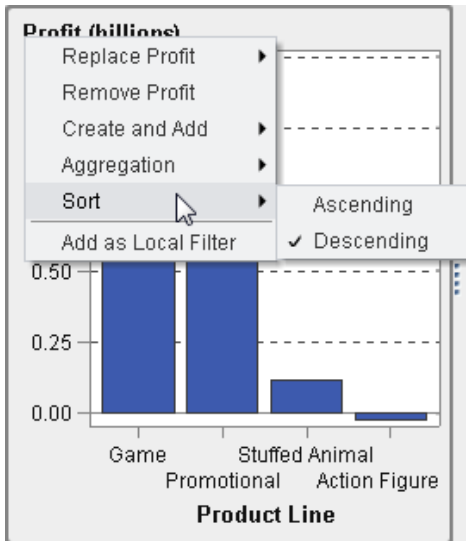 Profit (billions)
Replace Profit
Remove Profit
Create and Add
Aggregation
Sort
Ascending
Add as Local Filter
✓ Descending
0.50
0.25
0.00
Game
Stuffed Animal
Promotional
Action Figure
Product Line